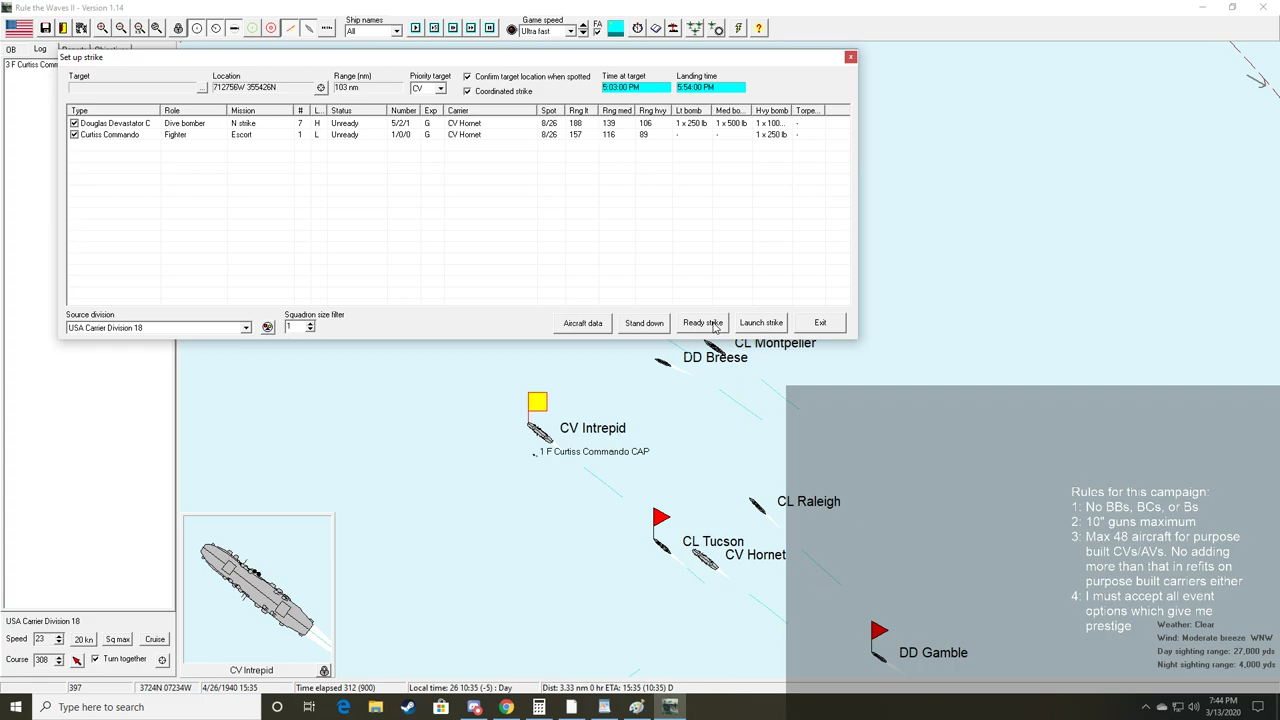 Rule the Waves II - Version 1.14
Ship names
All
Game speed
Ultra fast
FA
OB
Log
3 F Curtiss Comm
Set up strike
Target
Location
Range (nm)
Priority target
Confirm target location when spotted
Time at target
Landing time
...
712756W 355426N
103 nm
CV
Coordinated strike
5:03:00 PM
5:54:00 PM
Type Role Mission # L... Status Number Exp Carrier Spot Rng lt Rng med Rng hvy Lt bomb Med bo... Hvy bomb Torpe...
Douglas Devastator C Dive bomber N strike 7 H Unready 5/2/1 G CV Hornet 8/26 188 139 106 1 x 250 lb 1 x 500 lb 1 x 100... -
Curtiss Commando Fighter Escort 1 L Unready 1/0/0 G CV Hornet 8/26 157 116 89 - - 1 x 250 lb -
Source division
Squadron size filter
USA Carrier Division 18
1
Aircraft data
Stand down
Ready strike
Launch strike
Exit
CL Montpelier
DD Breese
CV Intrepid
1 F Curtiss Commando CAP
CL Raleigh
CL Tucson
CV Hornet
DD Gamble
Rules for this campaign:
1: No BBs, BCs, or Bs
2: 10" guns maximum
3: Max 48 aircraft for purpose
built CVs/AVs. No adding
more than that in refits on
purpose built carriers either
4: I must accept all event
options which give me
prestige
Weather: Clear
Wind: Moderate breeze WNW
Day sighting range: 27,000 yds
Night sighting range: 4,000 yds
USA Carrier Division 18
Speed 23 20 kn Sq max Cruise
Course 308 Turn together
CV Intrepid
397 3724N 07234W 4/26/1940 15:35 Time elapsed 312 (900) Local time: 26 10:35 (-5) : Day Dist: 3.33 nm 0 hr ETA: 15:35 (10:35) D
Type here to search
7:44 PM
3/13/2020